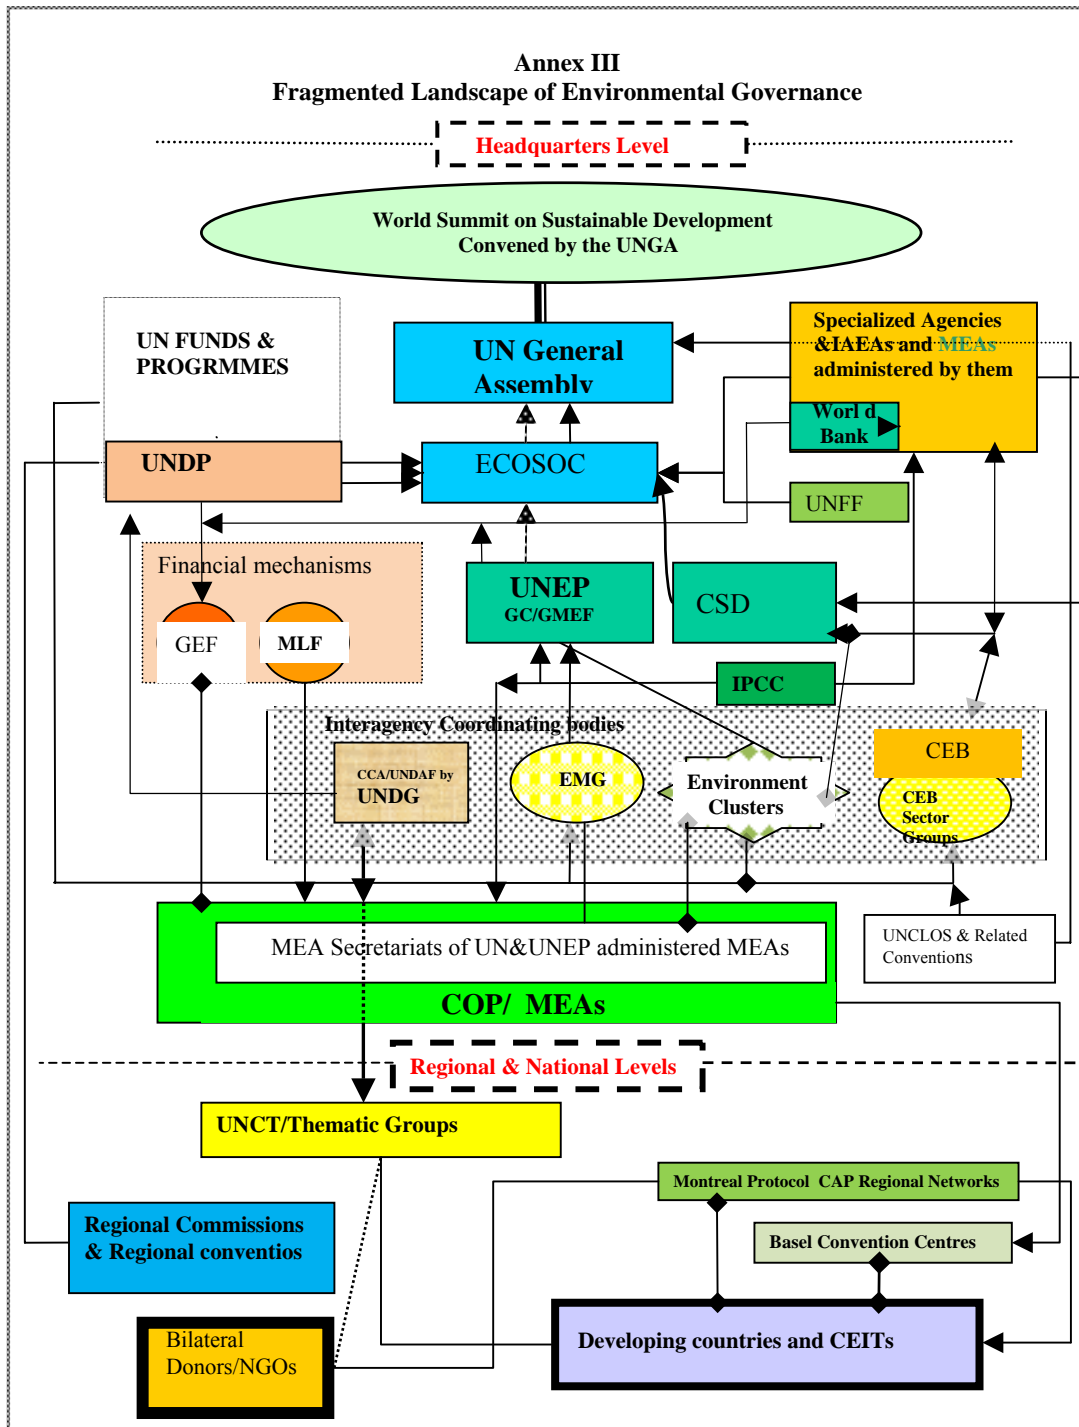 Annex III
Fragmented Landscape of Environmental Governance
Headquarters Level
World Summit on Sustainable Development
Convened by the UNGA
UN FUNDS &
PROGRMMES
UN General
Assembly
Specialized Agencies
&IAEAs and MEAs
administered by them
Worl d
Bank
UNDP
ECOSOC
UNFF
Financial mechanisms
GEF
MLF
UNEP
GC/GMEF
CSD
IPCC
Interagency Coordinating bodies
CCA/UNDAF by
UNDG
EMG
Environment
Clusters
CEB
CEB
Sector
Groups
MEA Secretariats of UN&UNEP administered MEAs
COP/ MEAs
UNCLOS & Related
Conventions
Regional & National Levels
UNCT/Thematic Groups
Montreal Protocol CAP Regional Networks
Regional Commissions
& Regional conventios
Basel Convention Centres
Bilateral
Donors/NGOs
Developing countries and CEITs